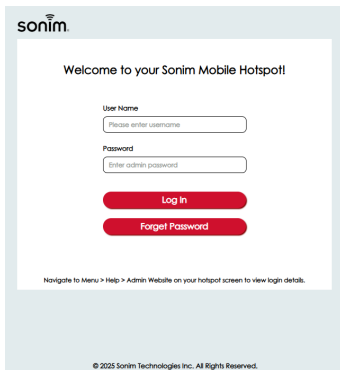 sonim.
Welcome to your Sonim Mobile Hotspot!
User Name
Please enter username
Password
Enter admin password
Log In
Forget Password
Navigate to Menu > Help > Admin Website on your hotspot screen to view login details.
© 2025 Sonim Technologies Inc. All Rights Reserved.